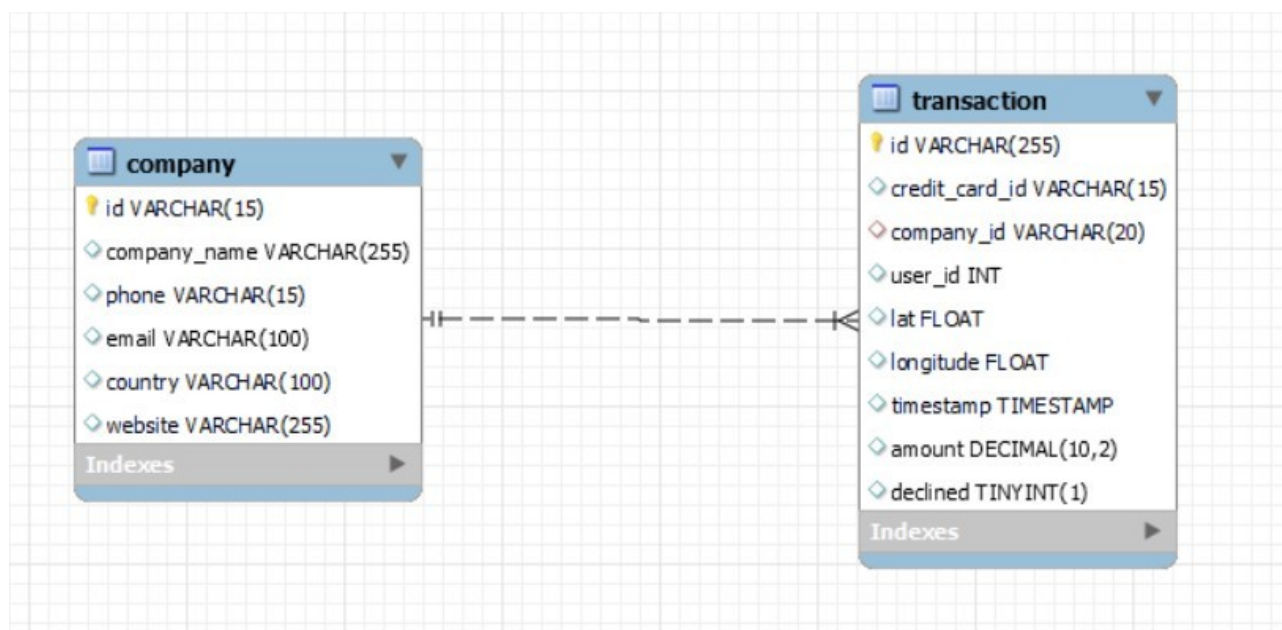 company
id VARCHAR(15)
company_name VARCHAR(255)
phone VARCHAR(15)
email VARCHAR(100)
country VARCHAR(100)
website VARCHAR(255)
Indexes
transaction
id VARCHAR(255)
credit_card_id VARCHAR(15)
company_id VARCHAR(20)
user_id INT
lat FLOAT
longitude FLOAT
timestamp TIMESTAMP
amount DECIMAL(10,2)
declined TINYINT(1)
Indexes